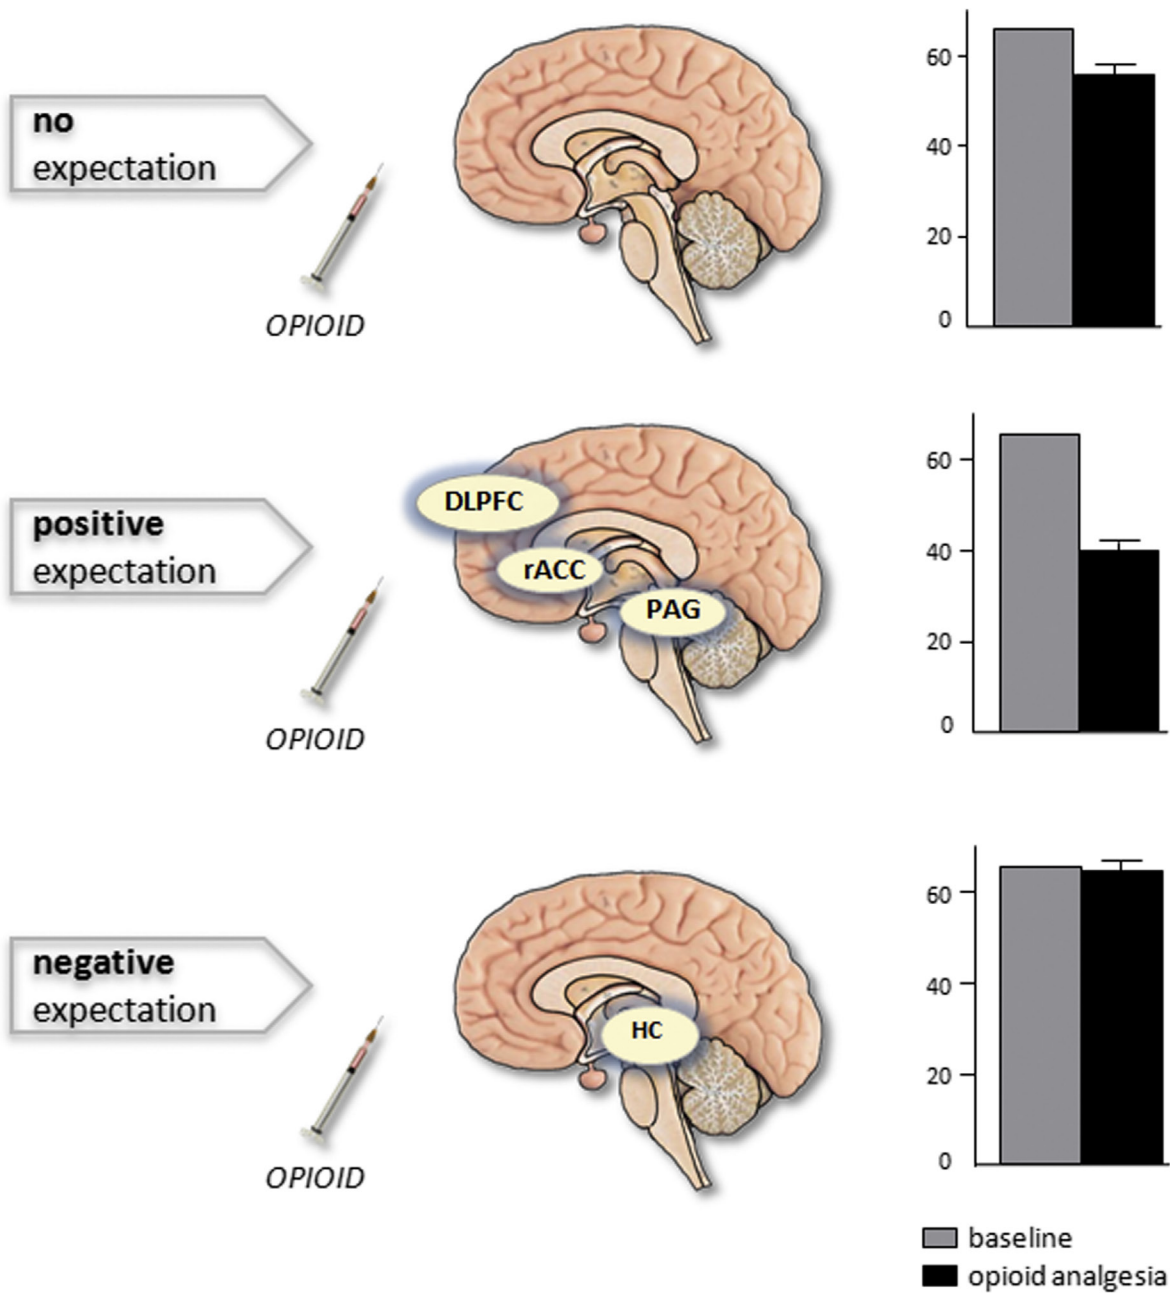 no
expectation
OPIOID
60
40
20
0
positive
expectation
DLPFC
rACC
PAG
OPIOID
60
40
20
0
negative
expectation
HC
OPIOID
60
40
20
0
baseline
opioid analgesia